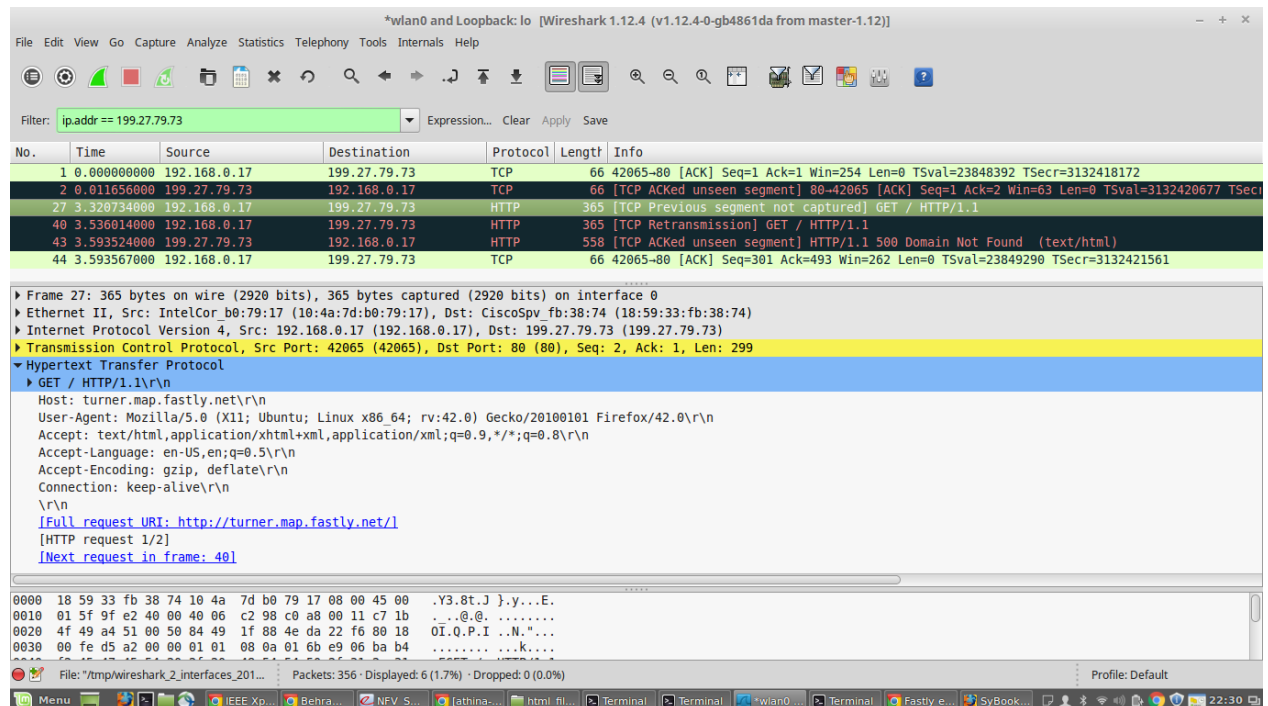 *wlan0 and Loopback: lo [Wireshark 1.12.4 (v1.12.4-0-gb4861da from master-1.12)]
File Edit View Go Capture Analyze Statistics Telephony Tools Internals Help
Filter: ip.addr == 199.27.79.73 Expression... Clear Apply Save
No. Time Source Destination Protocol Length Info
1 0.000000000 192.168.0.17 199.27.79.73 TCP 66 42065→80 [ACK] Seq=1 Ack=1 Win=254 Len=0 TSval=23848392 TSecr=3132418172
2 0.011656000 199.27.79.73 192.168.0.17 TCP 66 [TCP ACKed unseen segment] 80→42065 [ACK] Seq=1 Ack=2 Win=63 Len=0 TSval=3132420677 TSecr
27 3.320734000 192.168.0.17 199.27.79.73 HTTP 365 [TCP Previous segment not captured] GET / HTTP/1.1
40 3.536014000 192.168.0.17 199.27.79.73 HTTP 365 [TCP Retransmission] GET / HTTP/1.1
43 3.593524000 199.27.79.73 192.168.0.17 HTTP 558 [TCP ACKed unseen segment] HTTP/1.1 500 Domain Not Found (text/html)
44 3.593567000 192.168.0.17 199.27.79.73 TCP 66 42065→80 [ACK] Seq=301 Ack=493 Win=262 Len=0 TSval=23849290 TSecr=3132421561
Frame 27: 365 bytes on wire (2920 bits), 365 bytes captured (2920 bits) on interface 0
Ethernet II, Src: IntelCor_b0:79:17 (10:4a:7d:b0:79:17), Dst: CiscoSpv_fb:38:74 (18:59:33:fb:38:74)
Internet Protocol Version 4, Src: 192.168.0.17 (192.168.0.17), Dst: 199.27.79.73 (199.27.79.73)
Transmission Control Protocol, Src Port: 42065 (42065), Dst Port: 80 (80), Seq: 2, Ack: 1, Len: 299
Hypertext Transfer Protocol
GET / HTTP/1.1\r\n
Host: turner.map.fastly.net\r\n
User-Agent: Mozilla/5.0 (X11; Ubuntu; Linux x86_64; rv:42.0) Gecko/20100101 Firefox/42.0\r\n
Accept: text/html,application/xhtml+xml,application/xml;q=0.9,*/*;q=0.8\r\n
Accept-Language: en-US,en;q=0.5\r\n
Accept-Encoding: gzip, deflate\r\n
Connection: keep-alive\r\n
\r\n
[Full request URI: http://turner.map.fastly.net/]
[HTTP request 1/2]
[Next request in frame: 40]
0000 18 59 33 fb 38 74 10 4a 7d b0 79 17 08 00 45 00 .Y3.8t.J }.y...E.
0010 01 5f 9f e2 40 00 40 06 c2 98 c0 a8 00 11 c7 1b ._..@.@. ........
0020 4f 49 a4 51 00 50 84 49 1f 88 4e da 22 f6 80 18 OI.Q.P.I ..N."...
0030 00 fe d5 a2 00 00 01 01 08 0a 01 6b e9 06 ba b4 ........ ...k....
File: "/tmp/wireshark_2_interfaces_201... Packets: 356 · Displayed: 6 (1.7%) · Dropped: 0 (0.0%) Profile: Default
Menu IEEE Xp... Behra... NFV_S... [athina-... html_fil... Terminal Terminal *wlan0 ... Terminal Fastly e... SyBook... 22:30